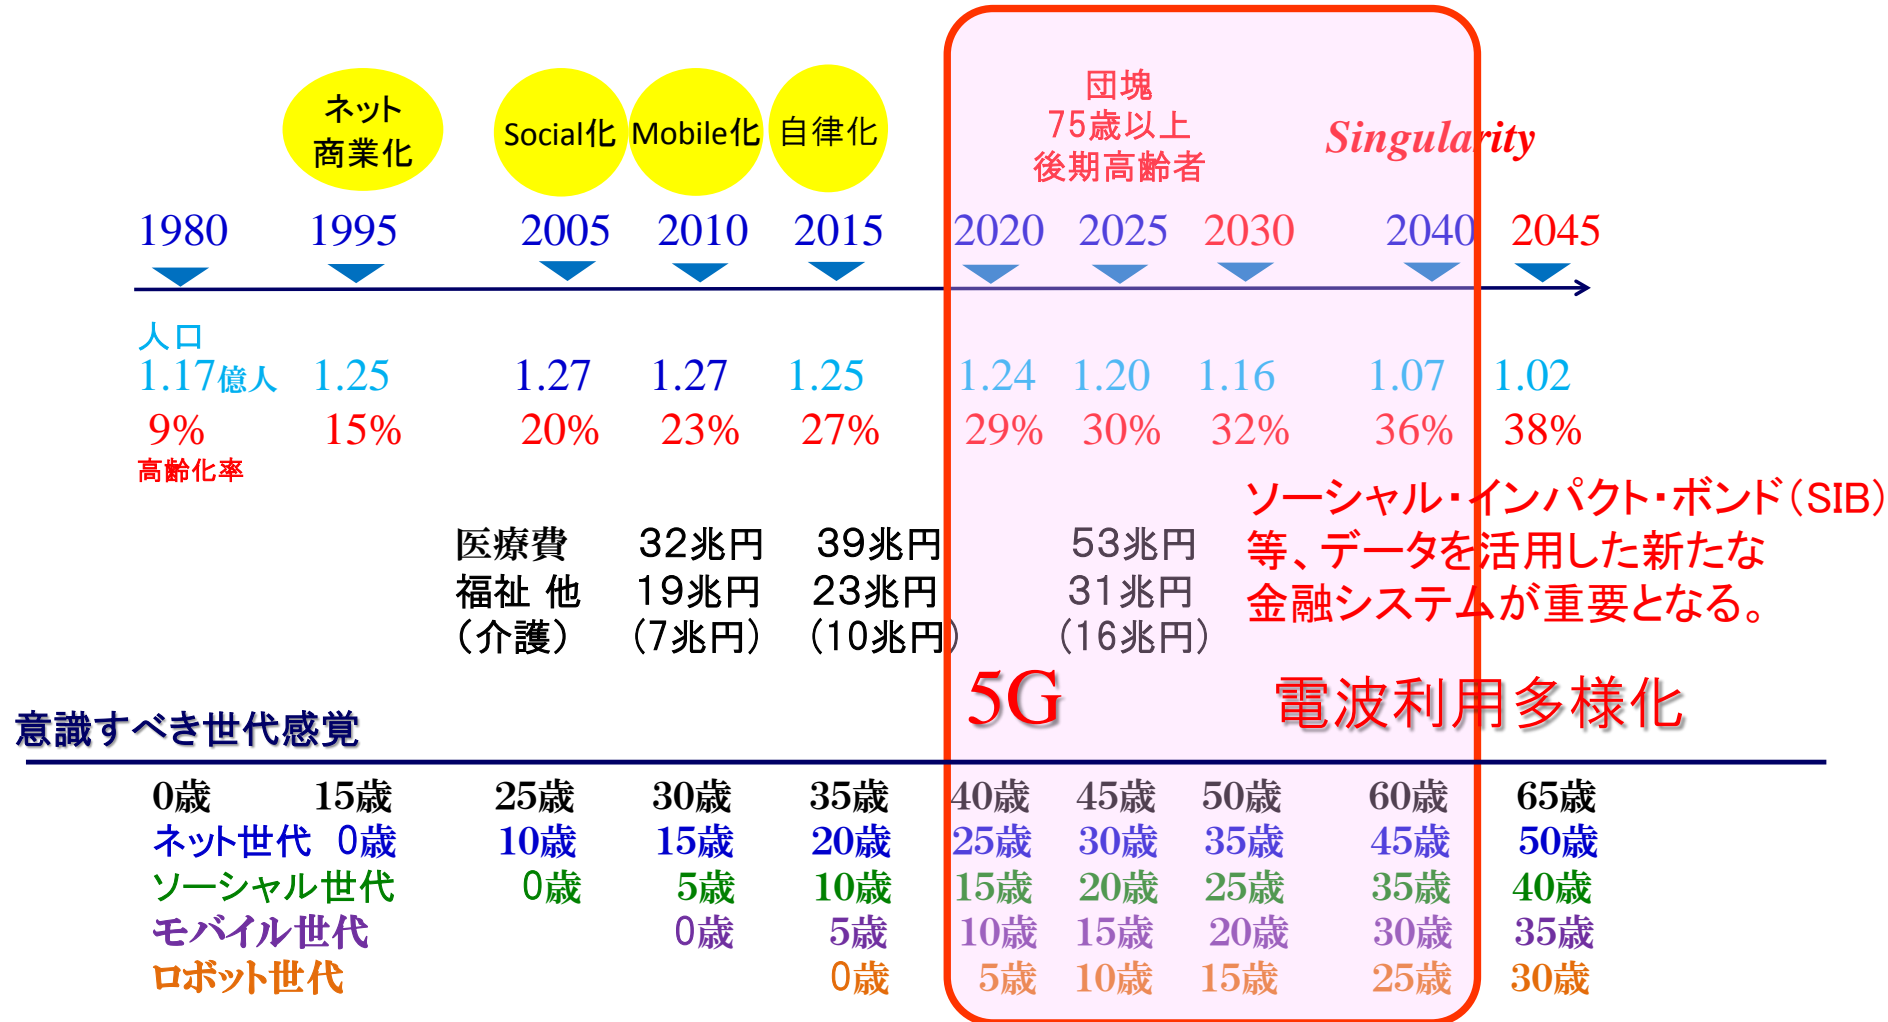 ネット
商業化
Social化 Mobile化 自律化
団塊
75歳以上
後期高齢者
Singularity
1980 1995 2005 2010 2015 2020 2025 2030 2040 2045
人口
1.17億人 1.25 1.27 1.27 1.25 1.24 1.20 1.16 1.07 1.02
9% 15% 20% 23% 27% 29% 30% 32% 36% 38%
高齢化率
ソーシャル・インパクト・ボンド(SIB)
等、データを活用した新たな
金融システムが重要となる。
医療費 32兆円 39兆円 53兆円
福祉 他 19兆円 23兆円 31兆円
(介護) (7兆円) (10兆円) (16兆円)
5G 電波利用多様化
意識すべき世代感覚
0歳 15歳 25歳 30歳 35歳 40歳 45歳 50歳 60歳 65歳
ネット世代 0歳 10歳 15歳 20歳 25歳 30歳 35歳 45歳 50歳
ソーシャル世代 0歳 5歳 10歳 15歳 20歳 25歳 35歳 40歳
モバイル世代 0歳 5歳 10歳 15歳 20歳 30歳 35歳
ロボット世代 0歳 5歳 10歳 15歳 25歳 30歳